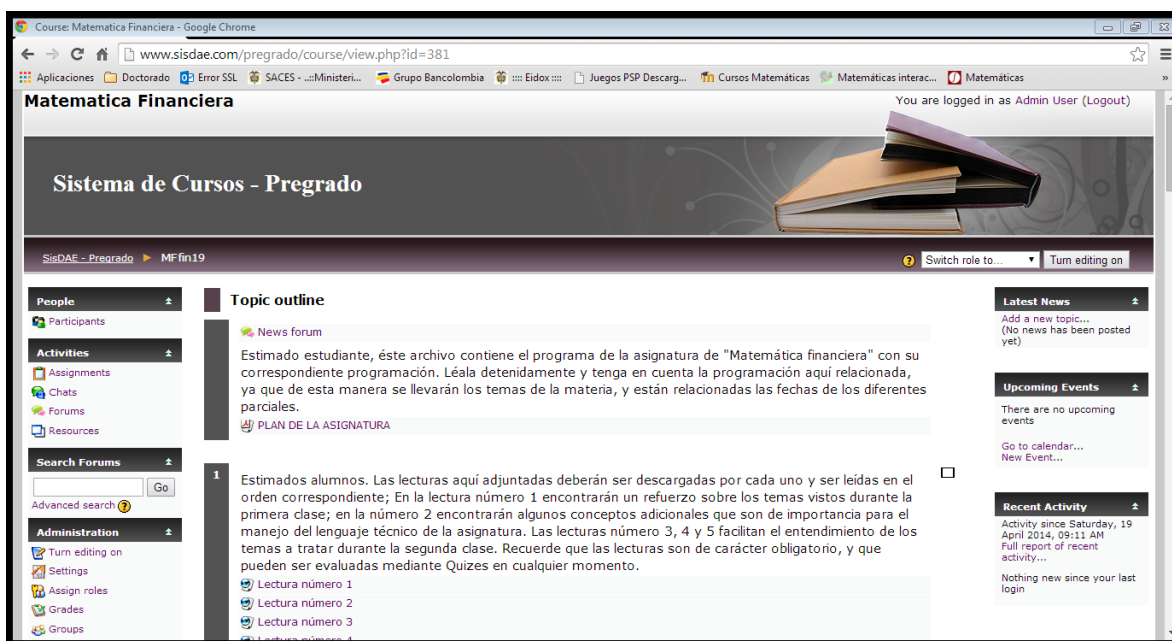 Course: Matematica Financiera - Google Chrome
www.sisdae.com/pregrado/course/view.php?id=381
Aplicaciones Doctorado Error SSL SACES - ..::Ministeri... Grupo Bancolombia :::: Eidox :::: Juegos PSP Descarg... Cursos Matemáticas Matemáticas interac... Matemáticas »
Matematica Financiera
You are logged in as Admin User (Logout)
Sistema de Cursos - Pregrado
SisDAE - Pregrado ► MFfin19
Switch role to...
Turn editing on
People
Participants
Activities
Assignments
Chats
Forums
Resources
Search Forums
Go
Advanced search ?
Administration
Turn editing on
Settings
Assign roles
Grades
Groups
Topic outline
News forum
Estimado estudiante, éste archivo contiene el programa de la asignatura de "Matemática financiera" con su
correspondiente programación. Léala detenidamente y tenga en cuenta la programación aquí relacionada,
ya que de esta manera se llevarán los temas de la materia, y están relacionadas las fechas de los diferentes
parciales.
PLAN DE LA ASIGNATURA
1
Estimados alumnos. Las lecturas aquí adjuntadas deberán ser descargadas por cada uno y ser leídas en el
orden correspondiente; En la lectura número 1 encontrarán un refuerzo sobre los temas vistos durante la
primera clase; en la número 2 encontrarán algunos conceptos adicionales que son de importancia para el
manejo del lenguaje técnico de la asignatura. Las lecturas número 3, 4 y 5 facilitan el entendimiento de los
temas a tratar durante la segunda clase. Recuerde que las lecturas son de carácter obligatorio, y que
pueden ser evaluadas mediante Quizes en cualquier momento.
Lectura número 1
Lectura número 2
Lectura número 3
Lectura número 4
Latest News
Add a new topic...
(No news has been posted
yet)
Upcoming Events
There are no upcoming
events
Go to calendar...
New Event...
Recent Activity
Activity since Saturday, 19
April 2014, 09:11 AM
Full report of recent
activity...
Nothing new since your last
login